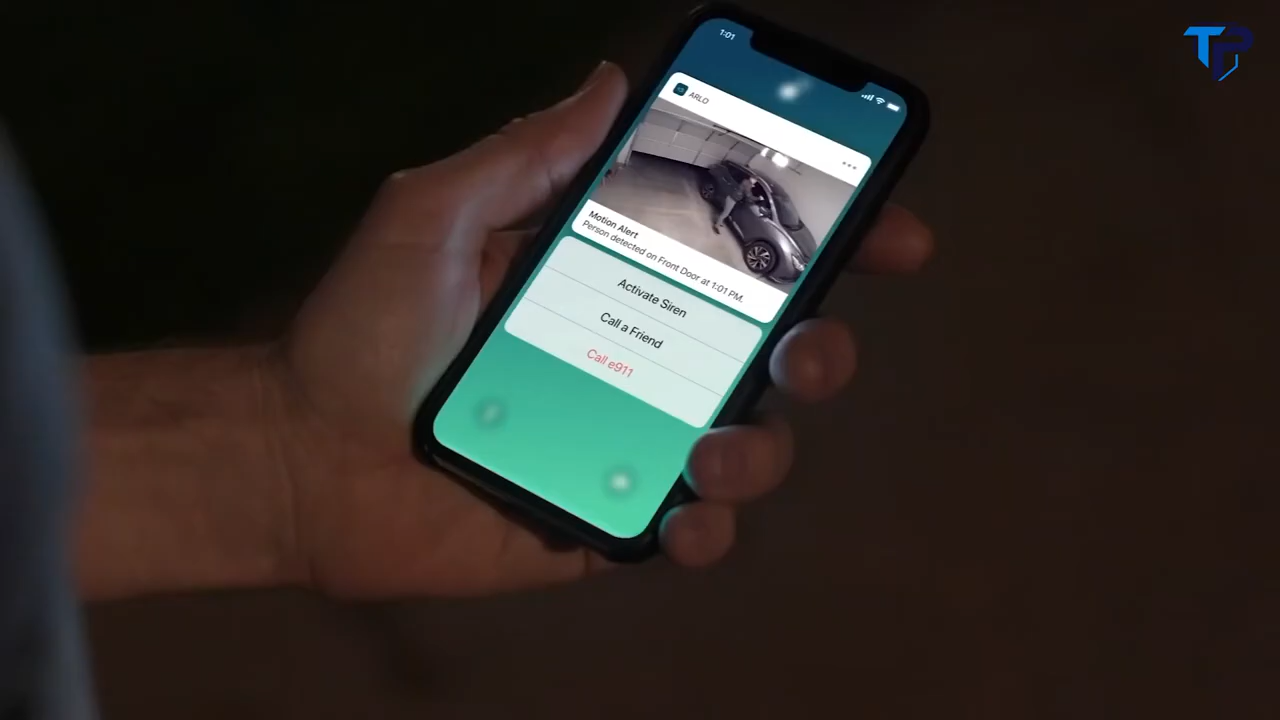 TP
1:01
ARLO
Motion Alert
Person detected on Front Door at 1:01 PM.
Activate Siren
Call a Friend
Call e911